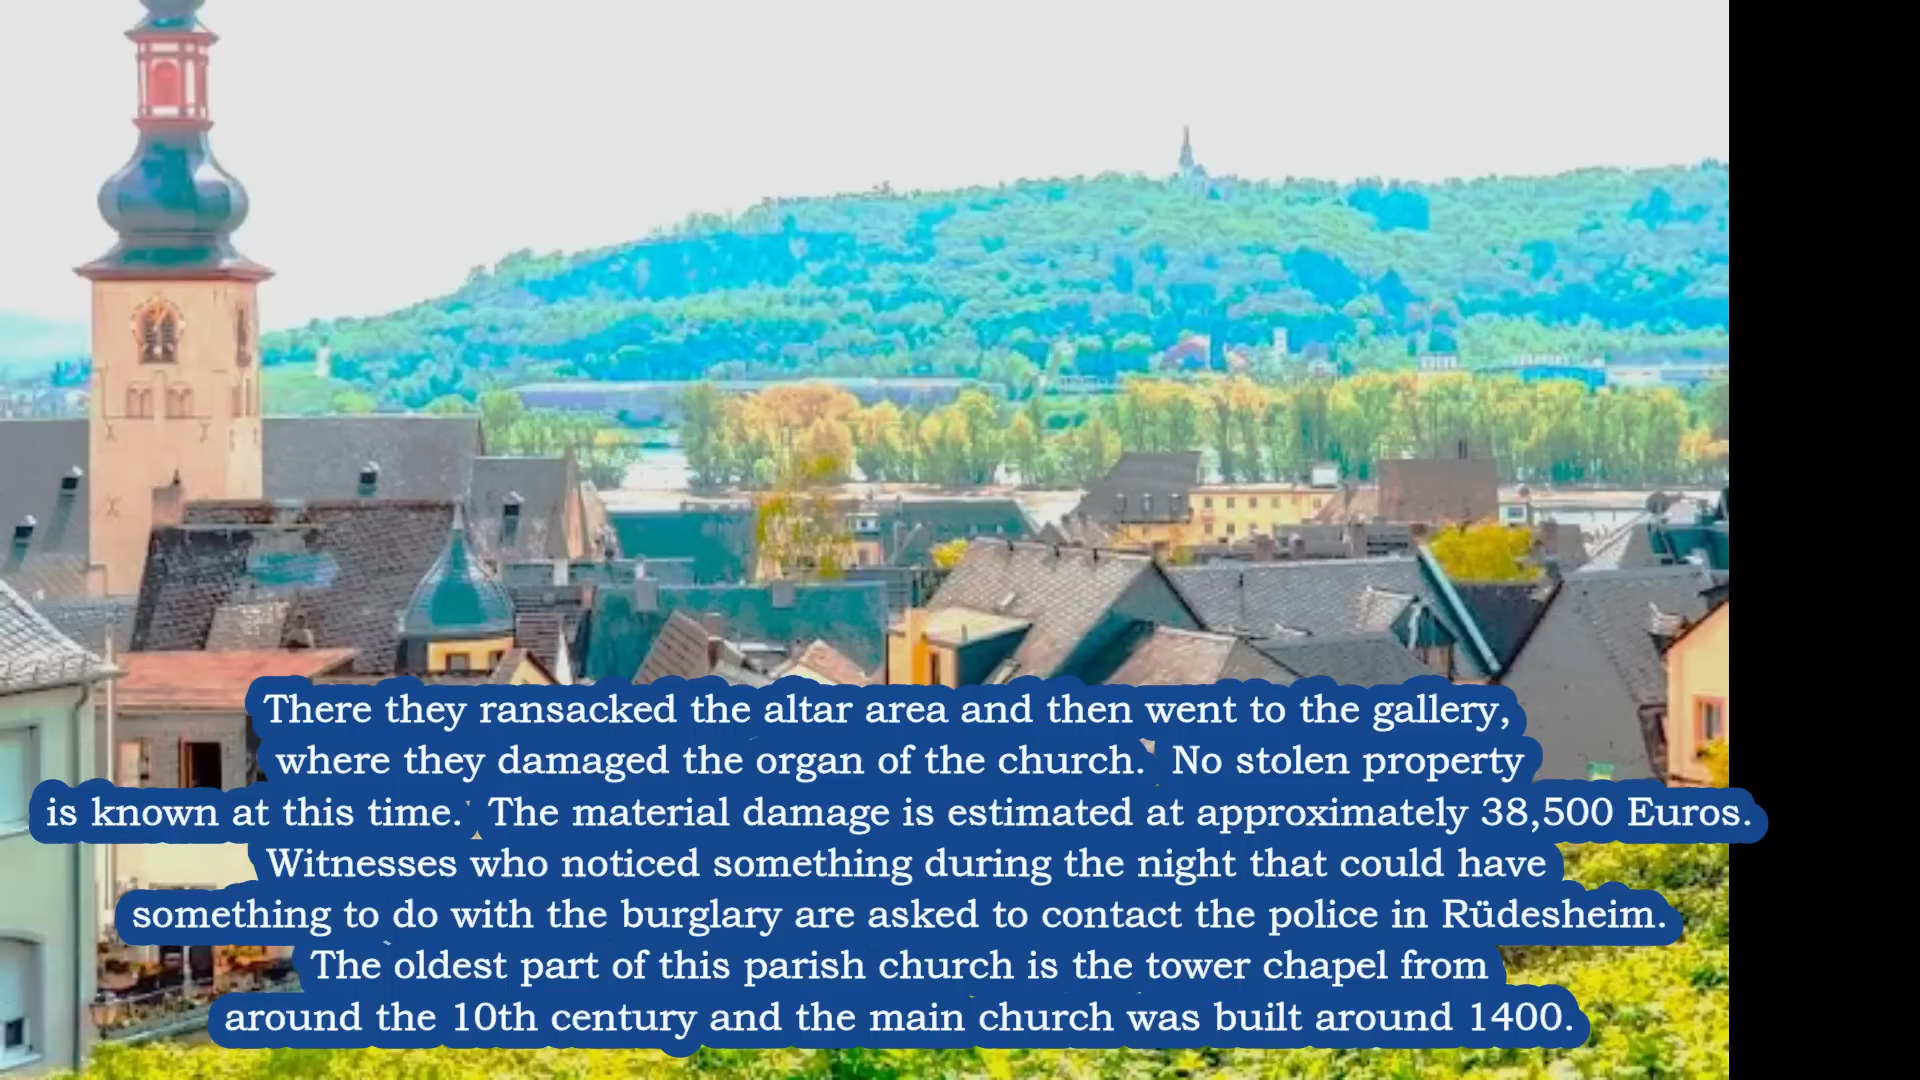 There they ransacked the altar area and then went to the gallery,
where they damaged the organ of the church. No stolen property
is known at this time. The material damage is estimated at approximately 38,500 Euros.
Witnesses who noticed something during the night that could have
something to do with the burglary are asked to contact the police in Rüdesheim.
The oldest part of this parish church is the tower chapel from
around the 10th century and the main church was built around 1400.